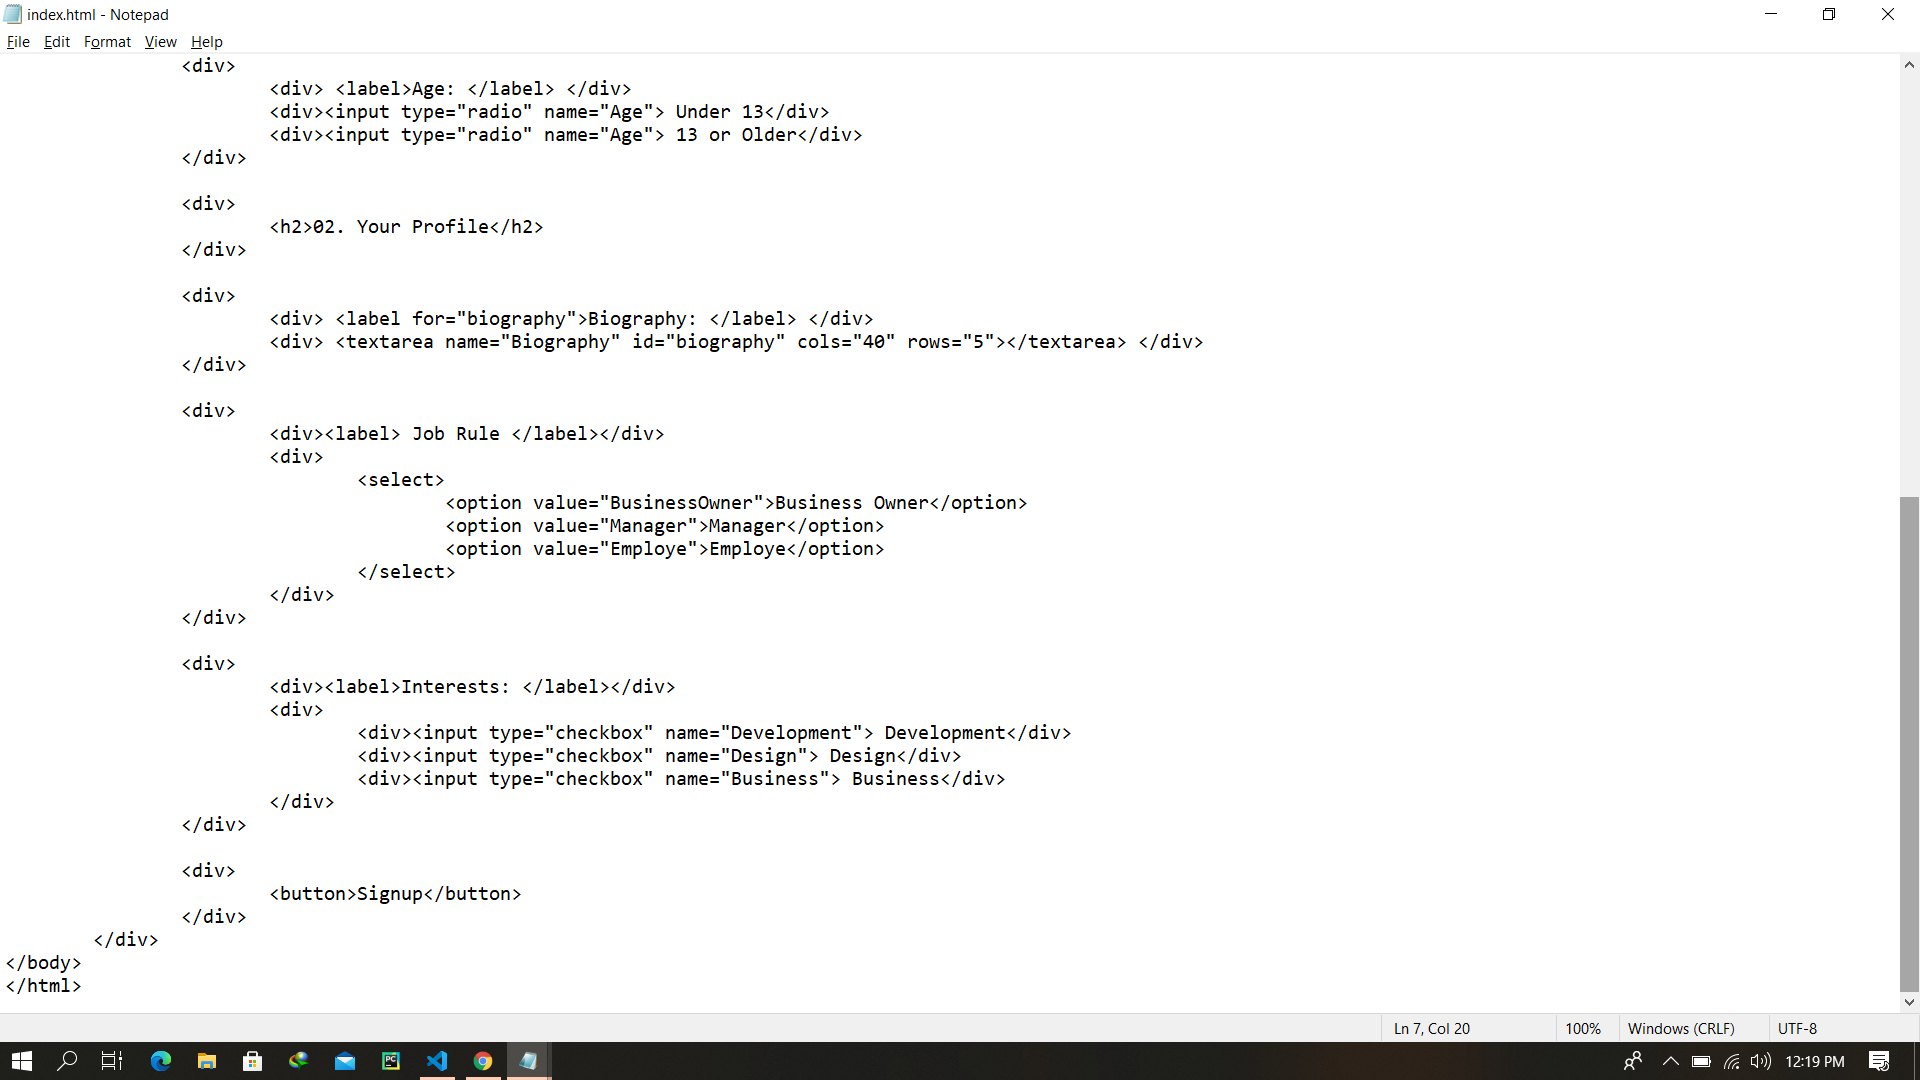 index.html - Notepad
File Edit Format View Help
<div>
<div> <label>Age: </label> </div>
<div><input type="radio" name="Age"> Under 13</div>
<div><input type="radio" name="Age"> 13 or Older</div>
</div>
<div>
<h2>02. Your Profile</h2>
</div>
<div>
<div> <label for="biography">Biography: </label> </div>
<div> <textarea name="Biography" id="biography" cols="40" rows="5"></textarea> </div>
</div>
<div>
<div><label> Job Rule </label></div>
<div>
<select>
<option value="BusinessOwner">Business Owner</option>
<option value="Manager">Manager</option>
<option value="Employe">Employe</option>
</select>
</div>
</div>
<div>
<div><label>Interests: </label></div>
<div>
<div><input type="checkbox" name="Development"> Development</div>
<div><input type="checkbox" name="Design"> Design</div>
<div><input type="checkbox" name="Business"> Business</div>
</div>
</div>
<div>
<button>Signup</button>
</div>
</div>
</body>
</html>
Ln 7, Col 20 100% Windows (CRLF) UTF-8
PC
12:19 PM